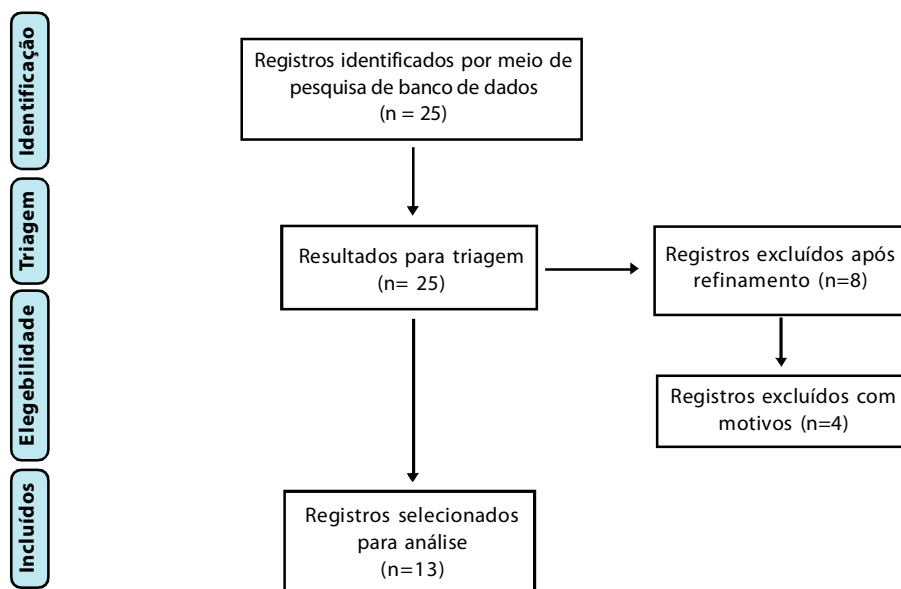 Identificação
Registros identificados por meio de
pesquisa de banco de dados
(n = 25)
Triagem
Resultados para triagem
(n= 25)
Registros excluídos após
refinamento (n=8)
Elegebilidade
Registros excluídos com
motivos (n=4)
Incluídos
Registros selecionados
para análise
(n=13)